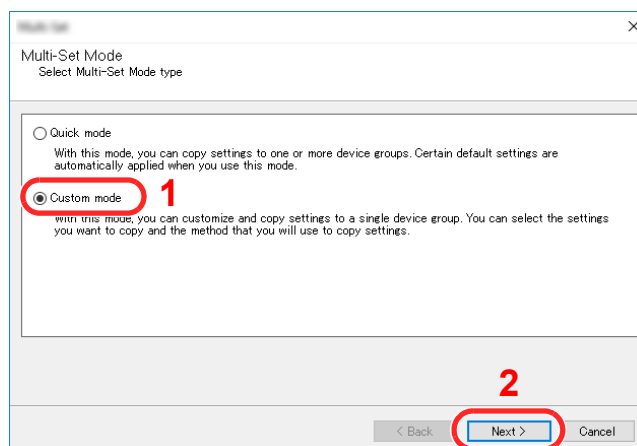 Multi-Set Mode
Select Multi-Set Mode type
Quick mode
With this mode, you can copy settings to one or more device groups. Certain default settings are
automatically applied when you use this mode.
Custom mode
1
With this mode, you can customize and copy settings to a single device group. You can select the settings
you want to copy and the method that you will use to copy settings.
2
< Back
Next >
Cancel